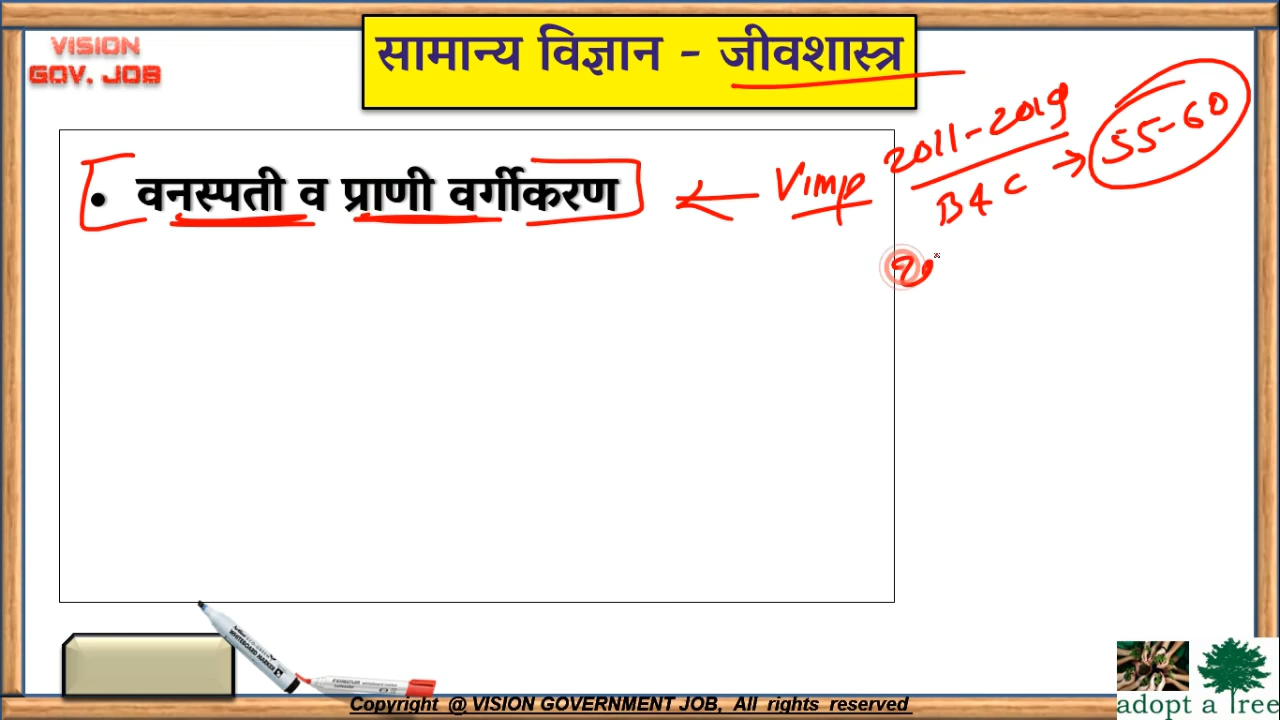 VISION
GOV. JOB
सामान्य विज्ञान - जीवशास्त्र
• वनस्पती व प्राणी वर्गीकरण
Vimp
2011-2019
B & C
55-60
Copyright @ VISION GOVERNMENT JOB, All rights reserved
adopt a Tree